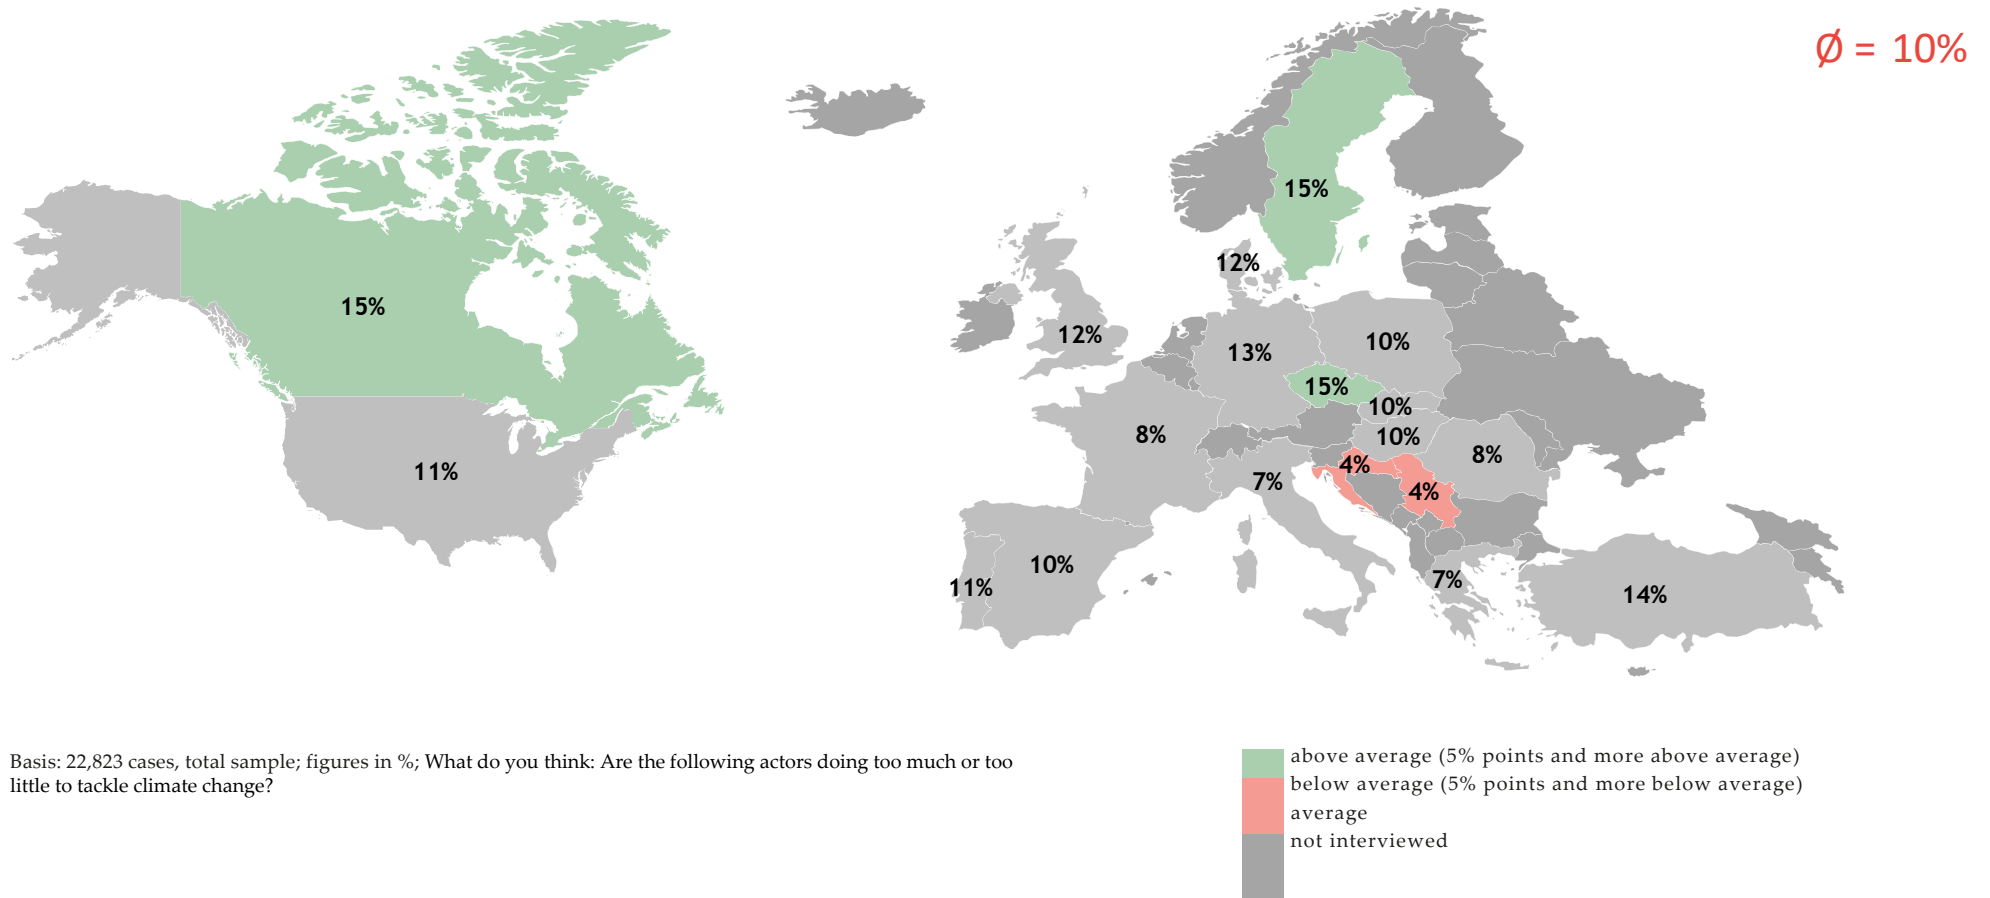 Ø = 10%
15%
15%
12%
12%
10%
13%
15%
10%
8%
10%
8%
4%
11%
7%
4%
10%
7%
11%
14%
Basis: 22,823 cases, total sample; figures in %; What do you think: Are the following actors doing too much or too
little to tackle climate change?
above average (5% points and more above average)
below average (5% points and more below average)
average
not interviewed